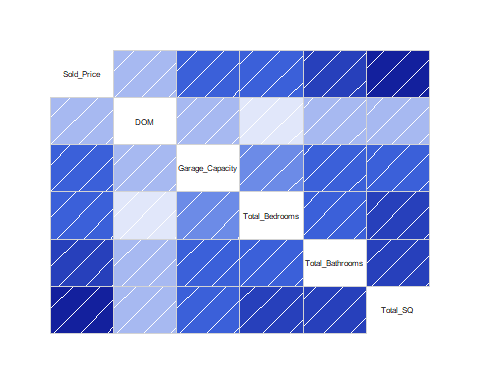 Sold_Price
DOM
Garage_Capacity
Total_Bedrooms
Total_Bathrooms
Total_SQ